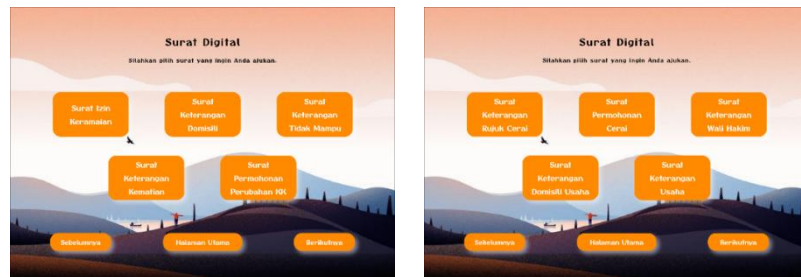 Surat Digital
Silahkan pilih surat yang ingin Anda ajukan.
Surat Izin
Keramaian
Surat
Keterangan
Domisili
Surat
Keterangan
Tidak Mampu
Surat
Keterangan
Kematian
Surat
Permohonan
Perubahan KK
Sebelumnya
Halaman Utama
Berikutnya
Surat Digital
Silahkan pilih surat yang ingin Anda ajukan.
Surat
Keterangan
Rujuk Cerai
Surat
Permohonan
Cerai
Surat
Keterangan
Wali Hakim
Surat
Keterangan
Domisili Usaha
Surat
Keterangan
Usaha
Sebelumnya
Halaman Utama
Berikutnya